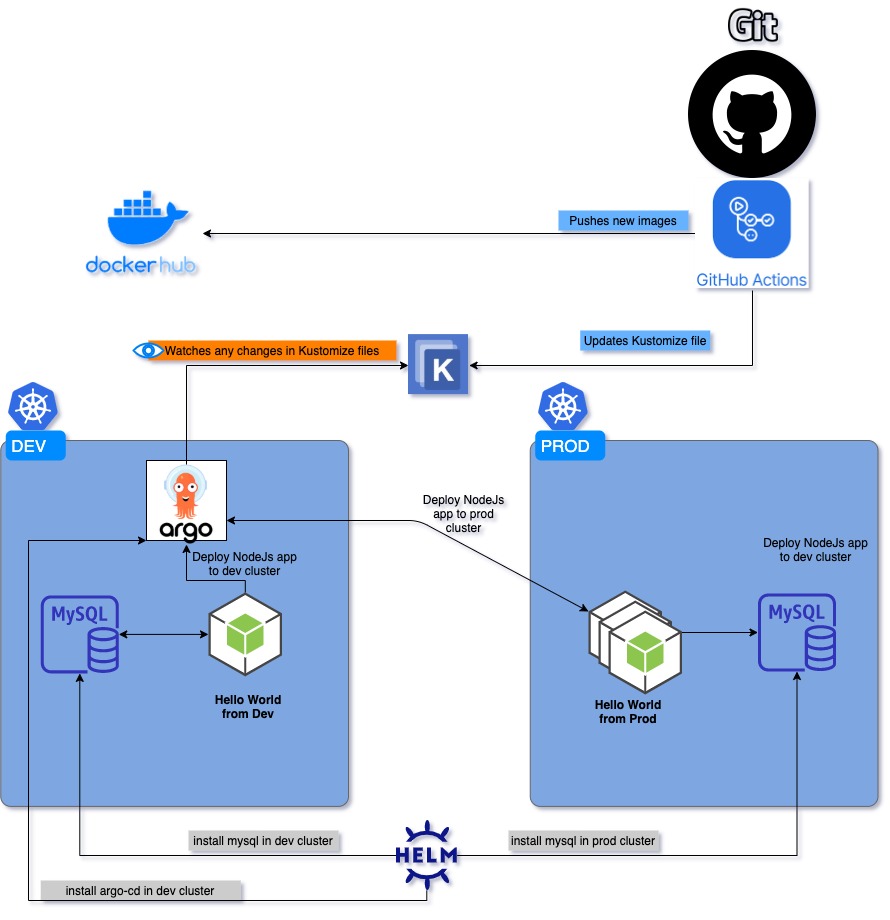 Git
GitHub Actions
Pushes new images
docker hub
Updates Kustomize file
Watches any changes in Kustomize files
K
DEV
PROD
argo
Deploy NodeJs
app to prod
cluster
Deploy NodeJs app
to dev cluster
Deploy NodeJs app
to dev cluster
MySQL
MySQL
Hello World
from Dev
Hello World
from Prod
install mysql in dev cluster
HELM
install mysql in prod cluster
install argo-cd in dev cluster